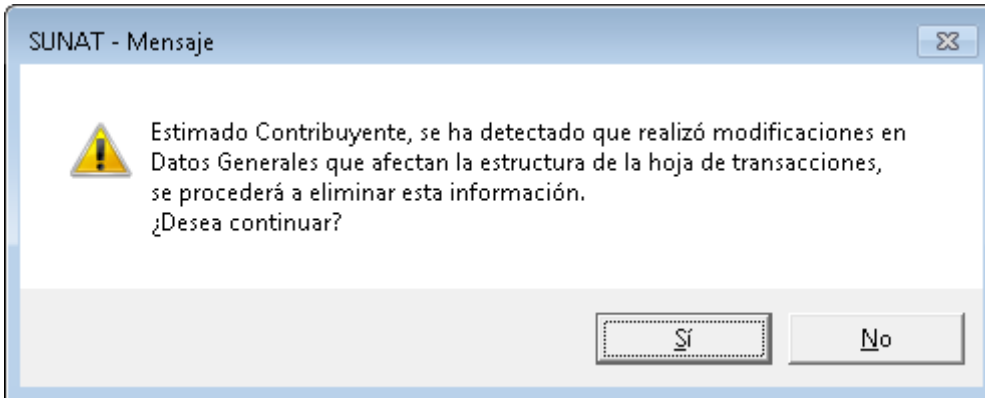 SUNAT - Mensaje
Estimado Contribuyente, se ha detectado que realizó modificaciones en
Datos Generales que afectan la estructura de la hoja de transacciones,
se procederá a eliminar esta información.
¿Desea continuar?
Sí
No